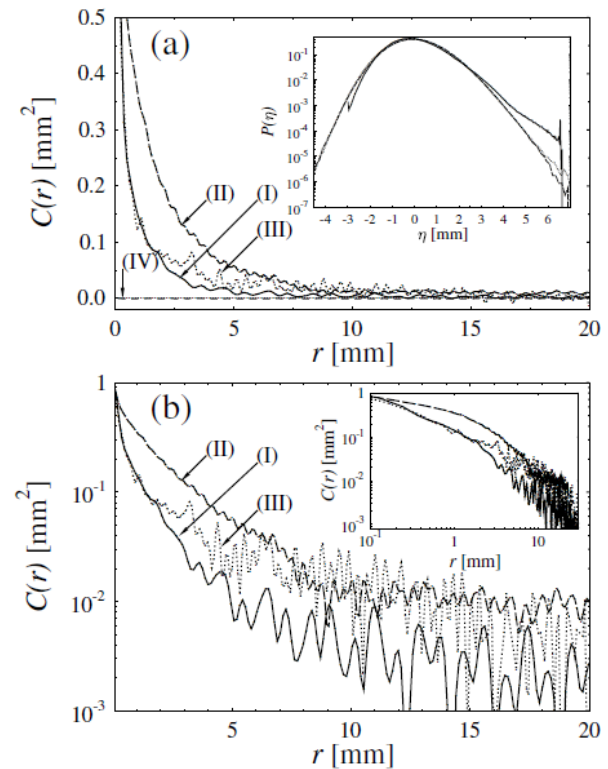 (a)
0.5
0.4
0.3
0.2
0.1
0.0
C(r) [mm²]
(II)
(I)
(III)
(IV)
0
5
10
15
20
r [mm]
10⁻¹
10⁻²
10⁻³
10⁻⁴
10⁻⁵
10⁻⁶
10⁻⁷
P(η)
-4 -3 -2 -1 0 1 2 3 4 5 6
η [mm]
(b)
1
10⁻¹
10⁻²
10⁻³
C(r) [mm²]
(II)
(I)
(III)
5
10
15
20
r [mm]
10⁰
10⁻¹
10⁻²
10⁻³
C(r) [mm²]
10⁻¹
1
10
r [mm]